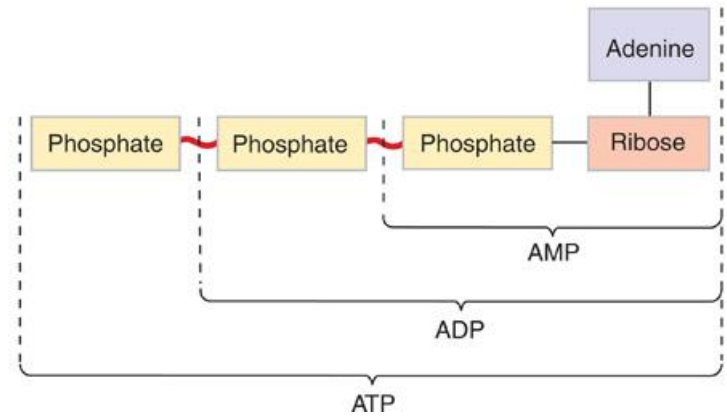 Adenine
Phosphate Phosphate Phosphate Ribose
AMP
ADP
ATP